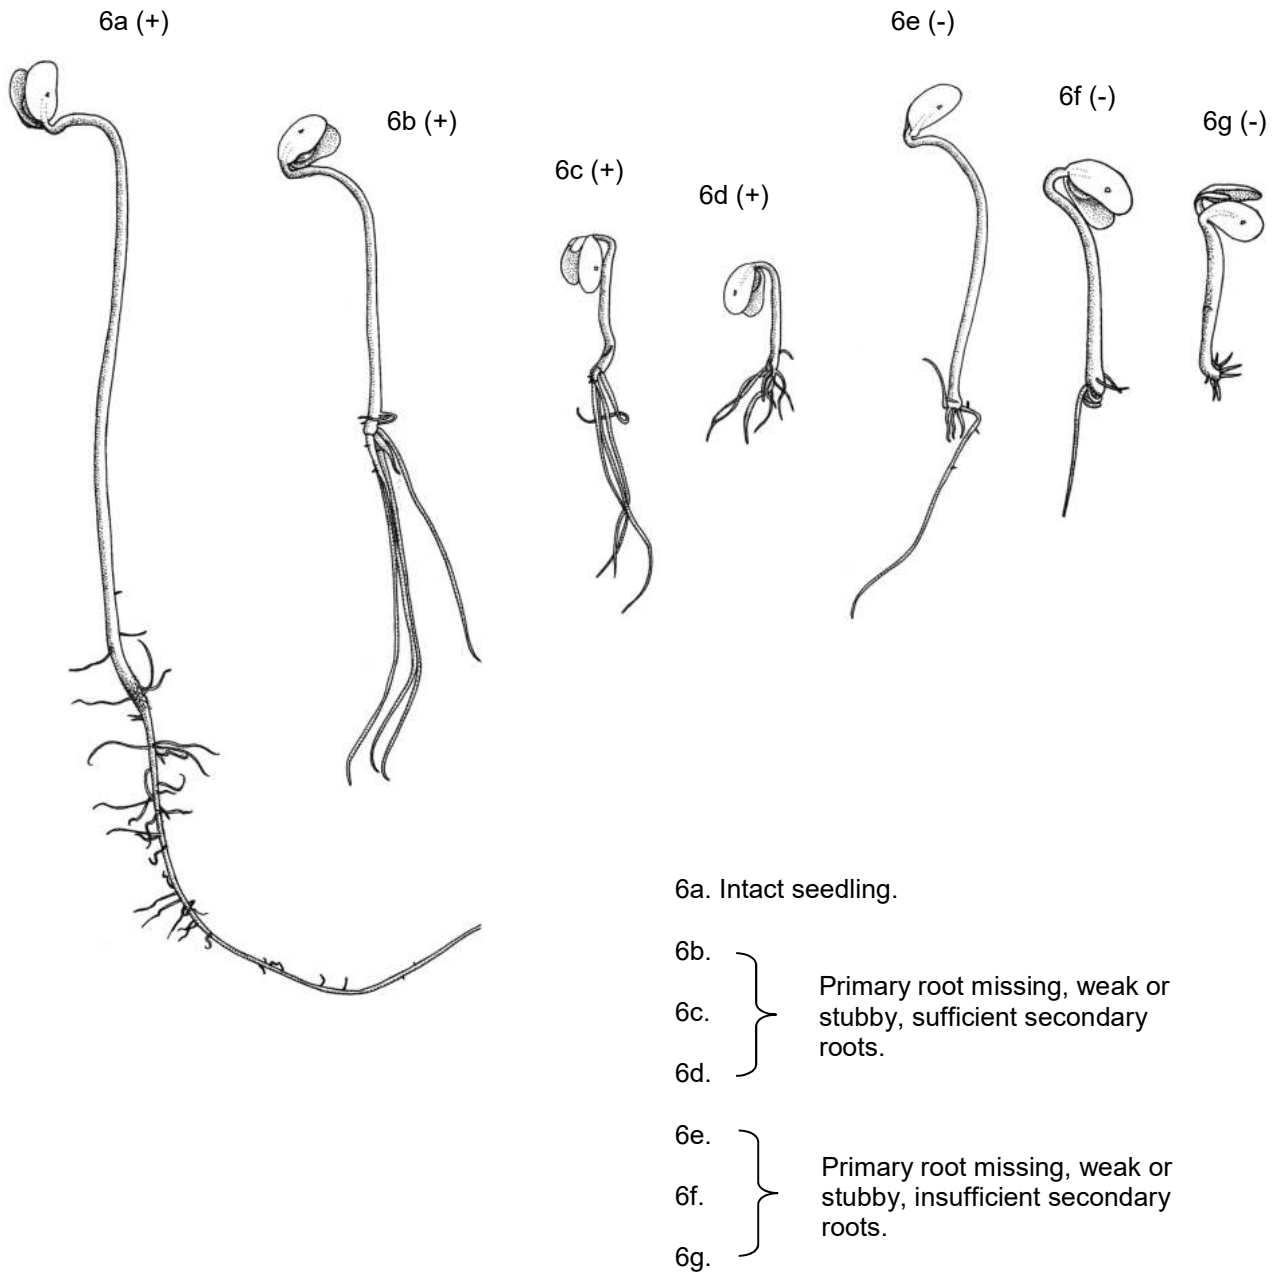 6a (+)
6e (-)
6f (-)
6b (+)
6g (-)
6c (+)
6d (+)
6a. Intact seedling.
6b.
6c.
6d.
Primary root missing, weak or
stubby, sufficient secondary
roots.
6e.
6f.
6g.
Primary root missing, weak or
stubby, insufficient secondary
roots.